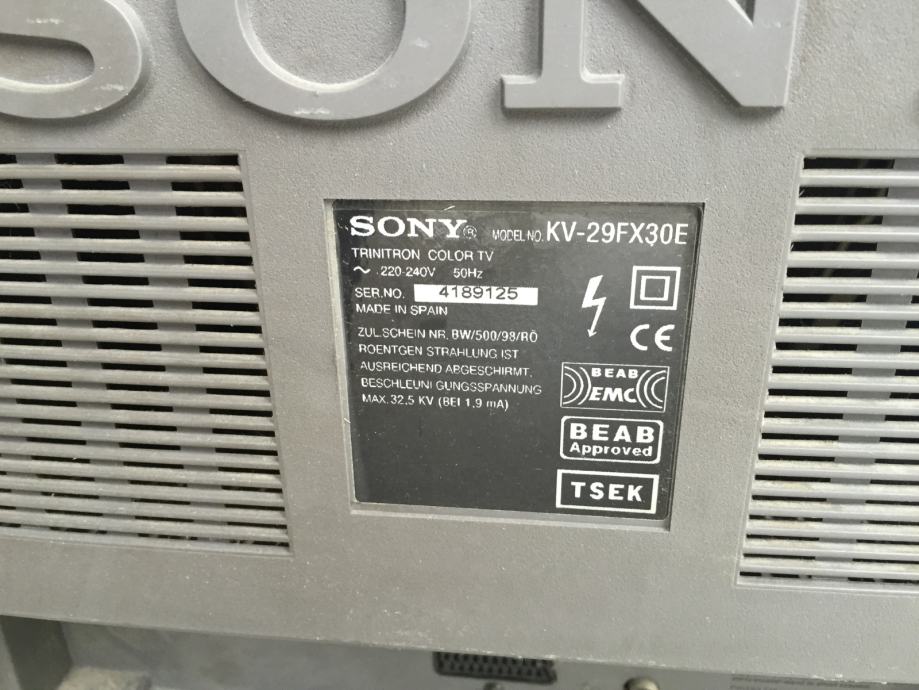 SON
SONY® MODEL NO. KV-29FX30E
TRINITRON COLOR TV
~ 220-240V 50Hz
SER.NO. 4189125
MADE IN SPAIN
ZUL.SCHEIN NR. BW/500/98/RÖ
ROENTGEN STRAHLUNG IST
AUSREICHEND ABGESCHIRMT.
BESCHLEUNI GUNGSSPANNUNG
MAX.32,5 KV (BEI 1,9 mA)
CE
BEAB
EMC
BEAB
Approved
TSEK